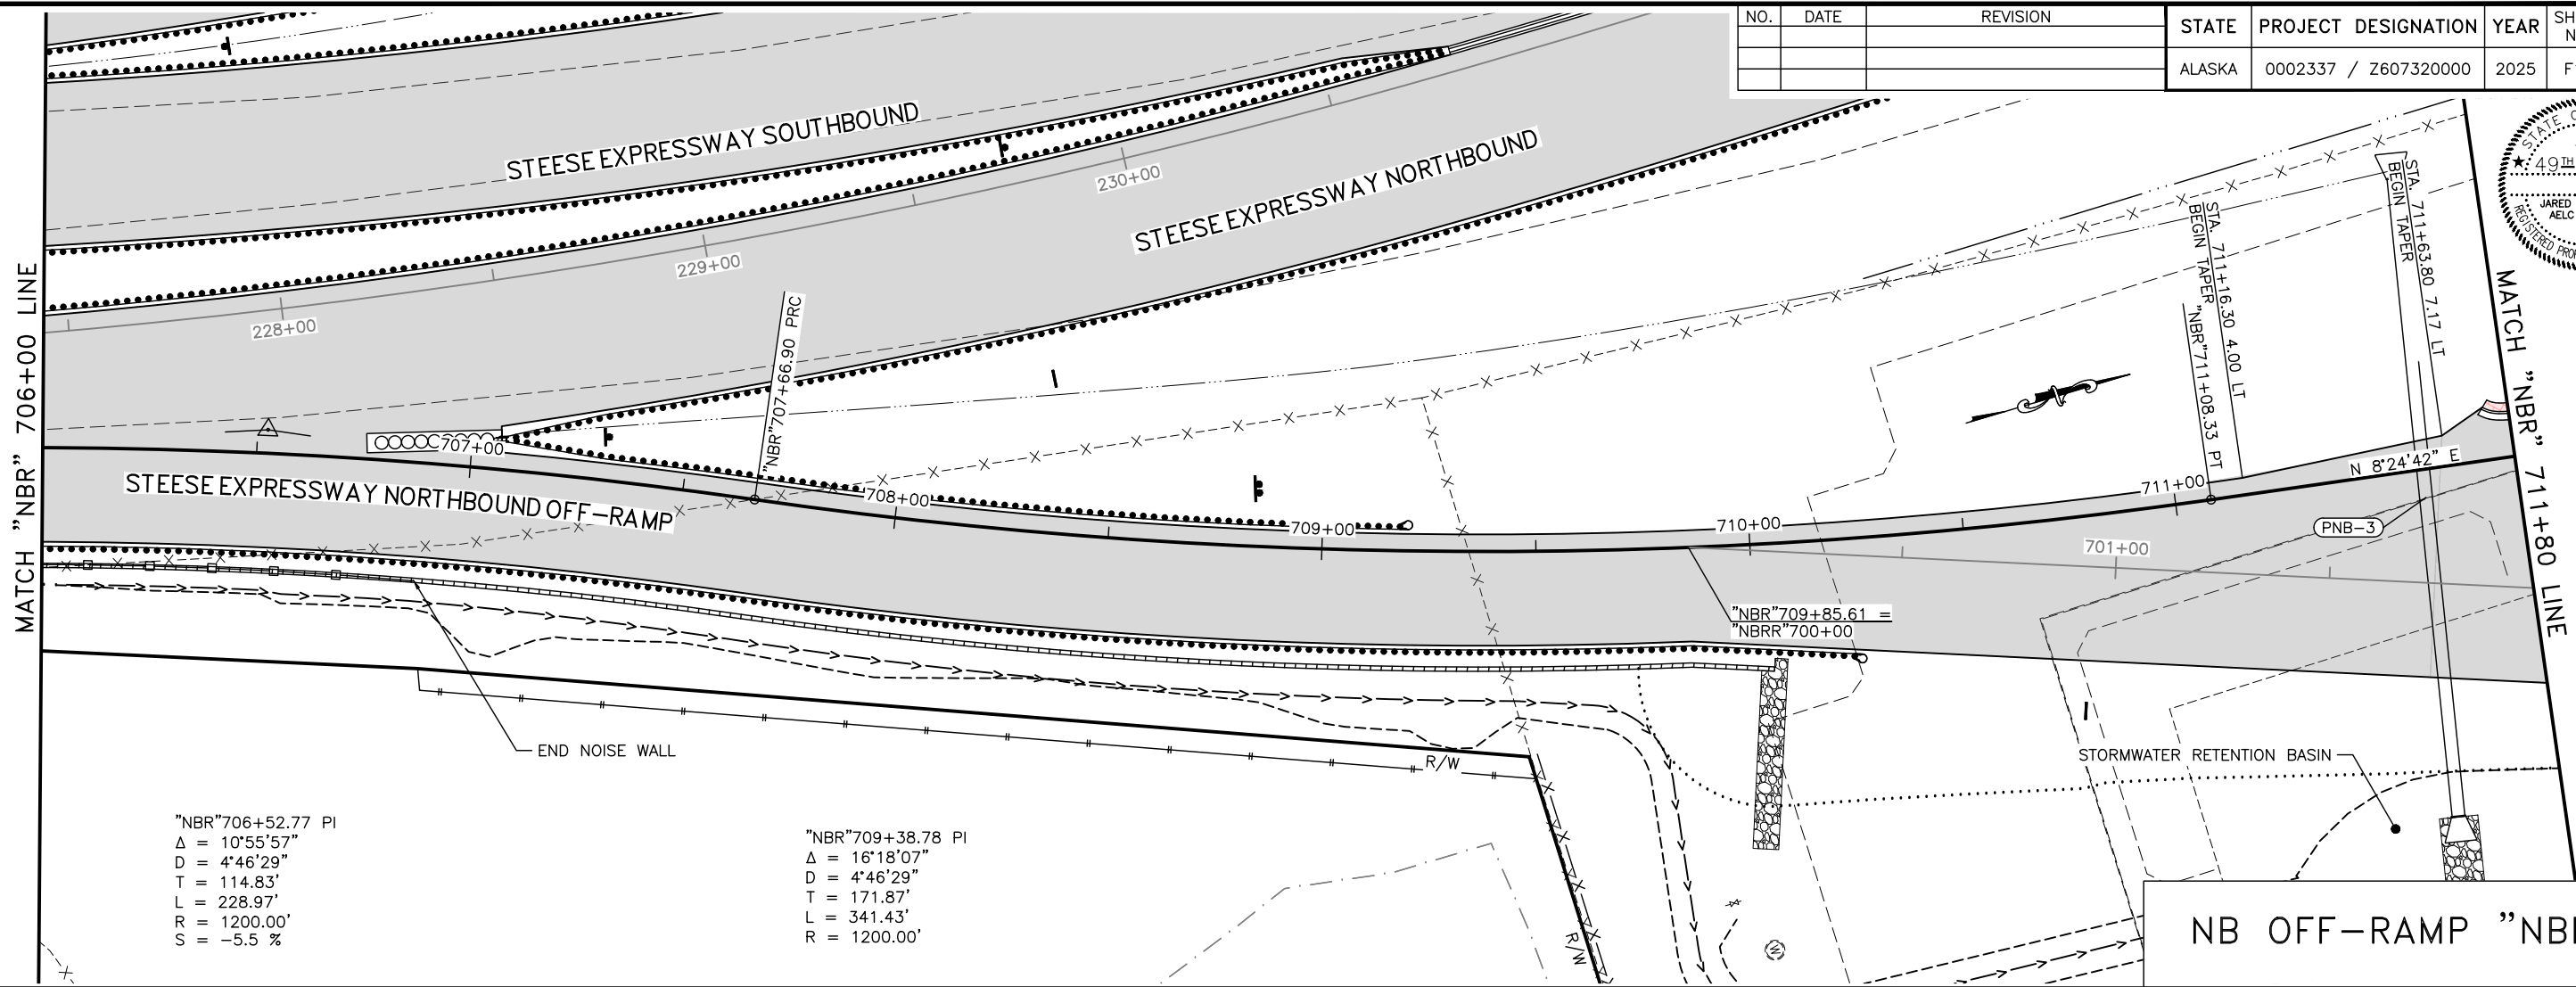 NO. DATE REVISION
STATE PROJECT DESIGNATION YEAR
ALASKA 0002337 / Z607320000 2025
STATE
49TH
JARED
REGISTERED
STEESE EXPRESSWAY SOUTHBOUND
STEESE EXPRESSWAY NORTHBOUND
228+00
229+00
230+00
MATCH "NBR" 706+00 LINE
"NBR"707+66.90 PRC
STA. 711+16.30 4.00 LT
BEGIN TAPER
"NBR"711+08.33 PT
STA. 711+63.80 7.17 LT
BEGIN TAPER
MATCH "NBR" 711+80 LINE
707+00
708+00
709+00
710+00
711+00
N 8°24'42" E
STEESE EXPRESSWAY NORTHBOUND OFF-RAMP
PNB-3
701+00
"NBR"709+85.61 =
"NBRR"700+00
END NOISE WALL
R/W
R/W
STORMWATER RETENTION BASIN
"NBR"706+52.77 PI
Δ = 10°55'57"
D = 4°46'29"
T = 114.83'
L = 228.97'
R = 1200.00'
S = -5.5 %
"NBR"709+38.78 PI
Δ = 16°18'07"
D = 4°46'29"
T = 171.87'
L = 341.43'
R = 1200.00'
W
NB OFF-RAMP